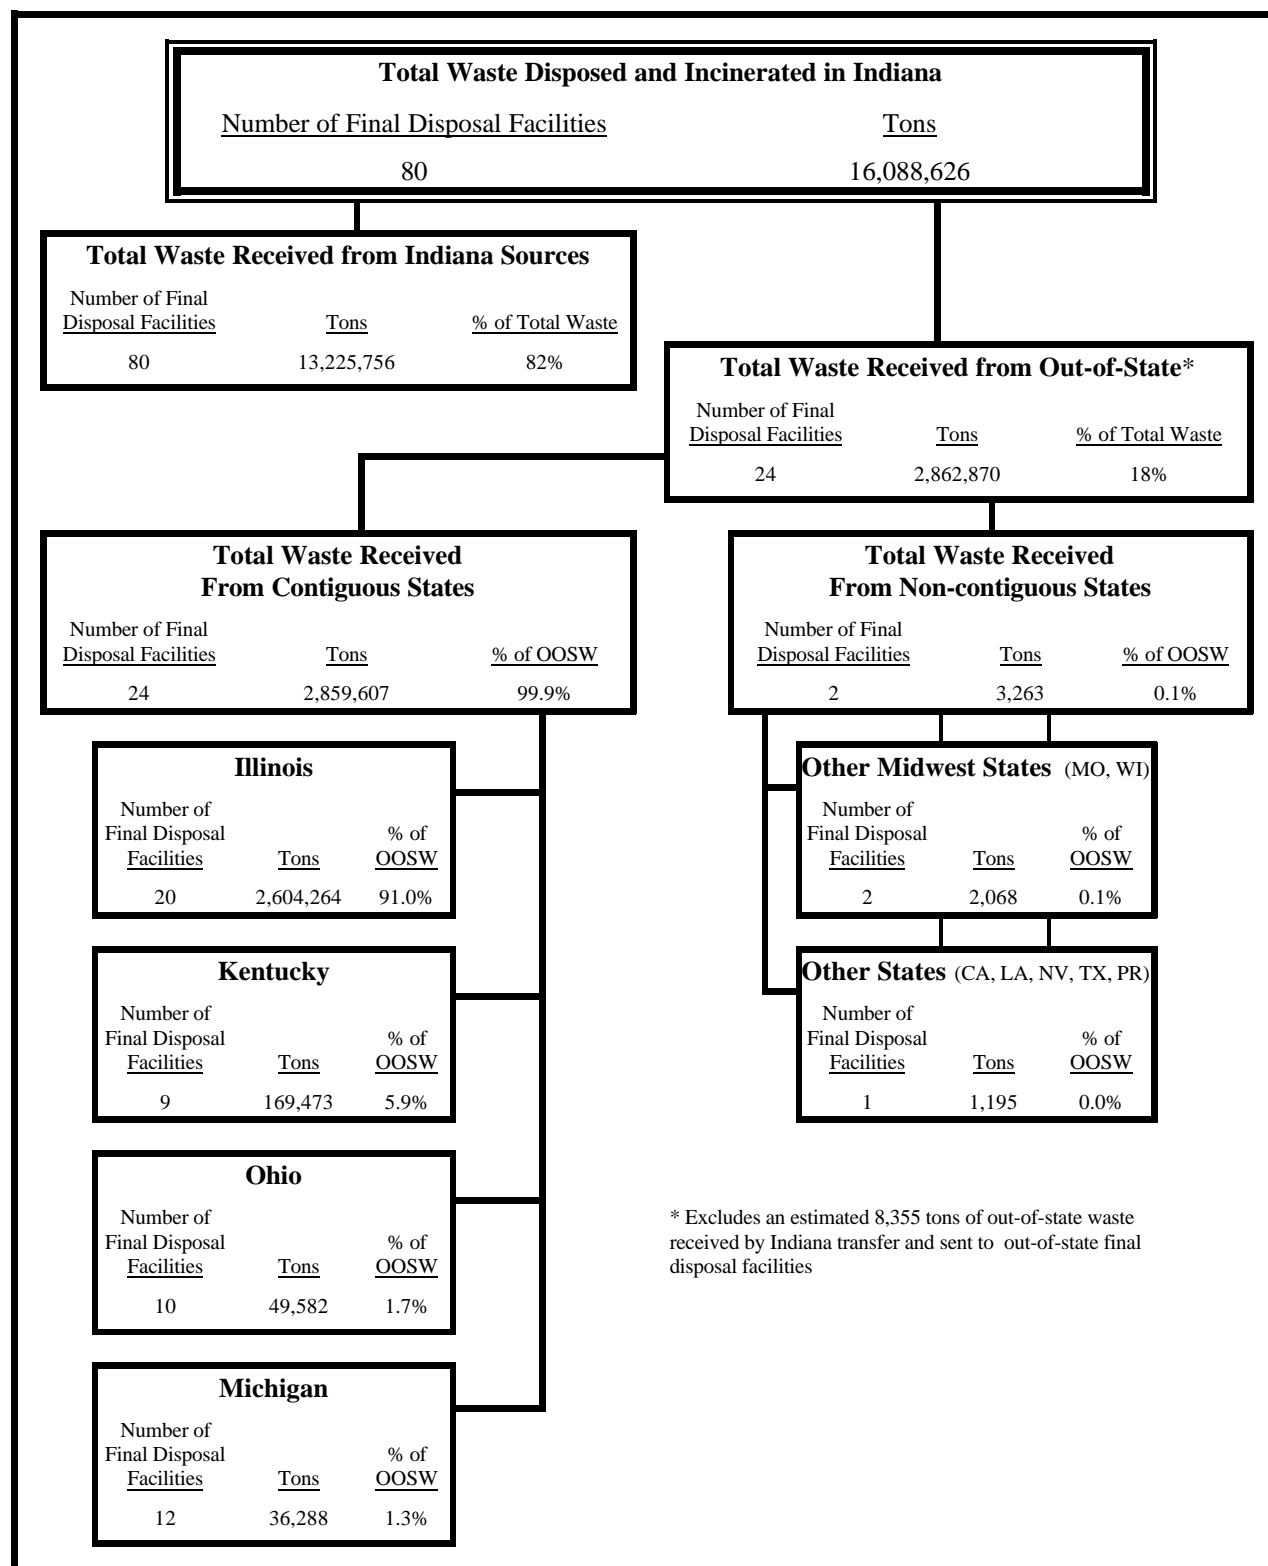 Total Waste Disposed and Incinerated in Indiana
Number of Final Disposal Facilities Tons
80 16,088,626
Total Waste Received from Indiana Sources
Number of Final
Disposal Facilities Tons % of Total Waste
80 13,225,756 82%
Total Waste Received from Out-of-State*
Number of Final
Disposal Facilities Tons % of Total Waste
24 2,862,870 18%
Total Waste Received
From Contiguous States
Number of Final
Disposal Facilities Tons % of OOSW
24 2,859,607 99.9%
Total Waste Received
From Non-contiguous States
Number of Final
Disposal Facilities Tons % of OOSW
2 3,263 0.1%
Illinois
Number of
Final Disposal % of
Facilities Tons OOSW
20 2,604,264 91.0%
Kentucky
Number of
Final Disposal % of
Facilities Tons OOSW
9 169,473 5.9%
Ohio
Number of
Final Disposal % of
Facilities Tons OOSW
10 49,582 1.7%
Michigan
Number of
Final Disposal % of
Facilities Tons OOSW
12 36,288 1.3%
Other Midwest States (MO, WI)
Number of
Final Disposal % of
Facilities Tons OOSW
2 2,068 0.1%
Other States (CA, LA, NV, TX, PR)
Number of
Final Disposal % of
Facilities Tons OOSW
1 1,195 0.0%
* Excludes an estimated 8,355 tons of out-of-state waste
received by Indiana transfer and sent to out-of-state final
disposal facilities